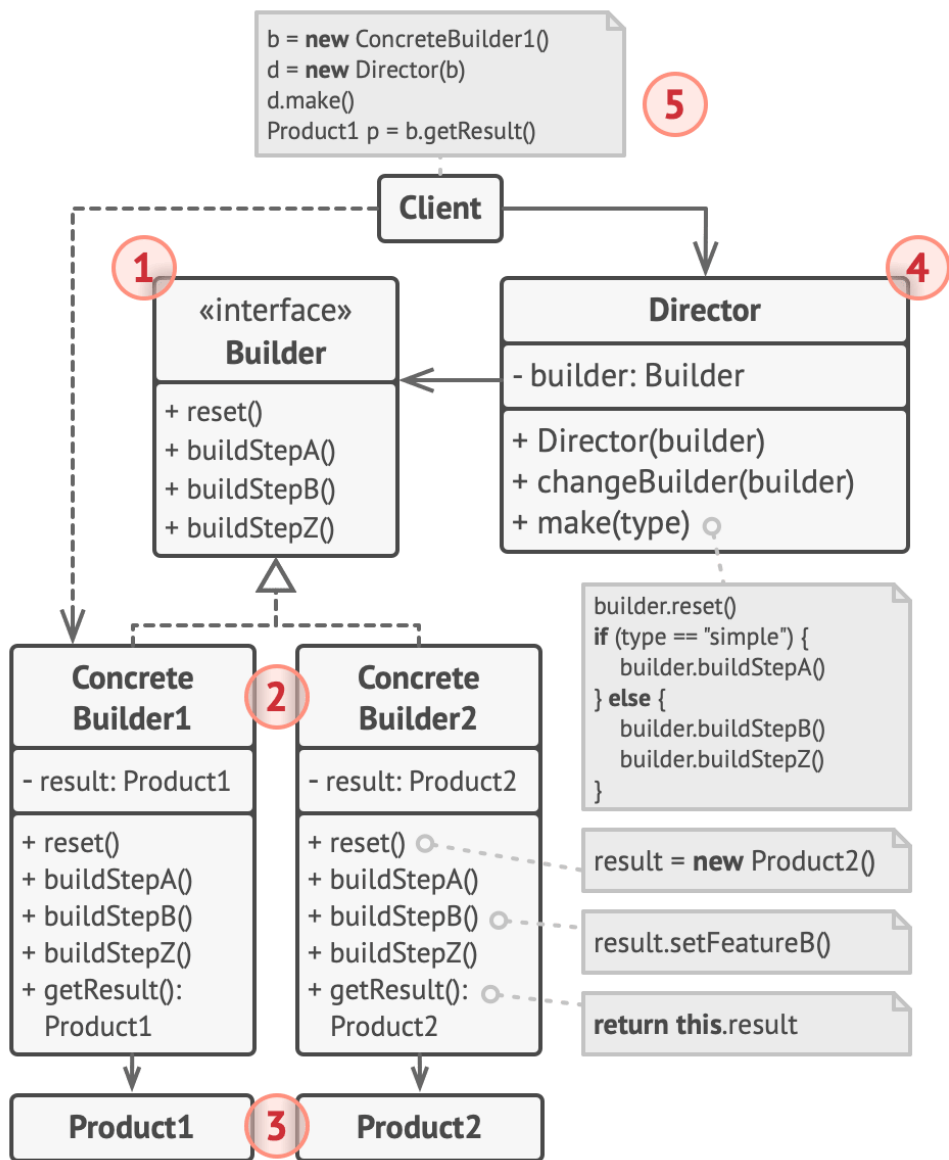 b = new ConcreteBuilder1()
d = new Director(b)
d.make()
Product1 p = b.getResult()
5
Client
1
«interface»
Builder
+ reset()
+ buildStepA()
+ buildStepB()
+ buildStepZ()
4
Director
- builder: Builder
+ Director(builder)
+ changeBuilder(builder)
+ make(type)
builder.reset()
if (type == "simple") {
builder.buildStepA()
} else {
builder.buildStepB()
builder.buildStepZ()
}
2
Concrete
Builder1
- result: Product1
+ reset()
+ buildStepA()
+ buildStepB()
+ buildStepZ()
+ getResult():
Product1
Concrete
Builder2
- result: Product2
+ reset()
+ buildStepA()
+ buildStepB()
+ buildStepZ()
+ getResult():
Product2
result = new Product2()
result.setFeatureB()
return this.result
3
Product1
Product2